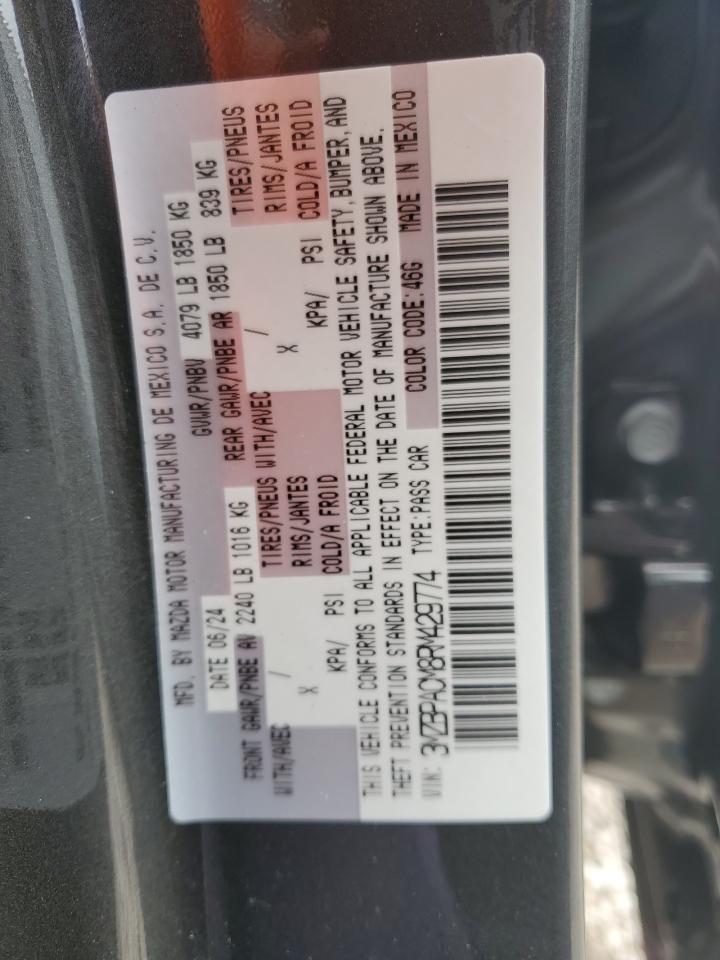 MFD. BY MAZDA MOTOR MANUFACTURING DE MEXICO S.A. DE C.V.
DATE 06/24 GVWR/PNBV 4079 LB 1850 KG
FRONT GAWR/PNBE AV 2240 LB 1016 KG REAR GAWR/PNBE AR 1850 LB 839 KG
WITH/AVEC / TIRES/PNEUS WITH/AVEC / TIRES/PNEUS
X RIMS/JANTES X RIMS/JANTES
KPA/ PSI COLD/A FROID KPA/ PSI COLD/A FROID
THIS VEHICLE CONFORMS TO ALL APPLICABLE FEDERAL MOTOR VEHICLE SAFETY, BUMPER, AND
THEFT PREVENTION STANDARDS IN EFFECT ON THE DATE OF MANUFACTURE SHOWN ABOVE.
VIN: 3MZBPACM8RM429774 TYPE:PASS CAR COLOR CODE:46G MADE IN MEXICO